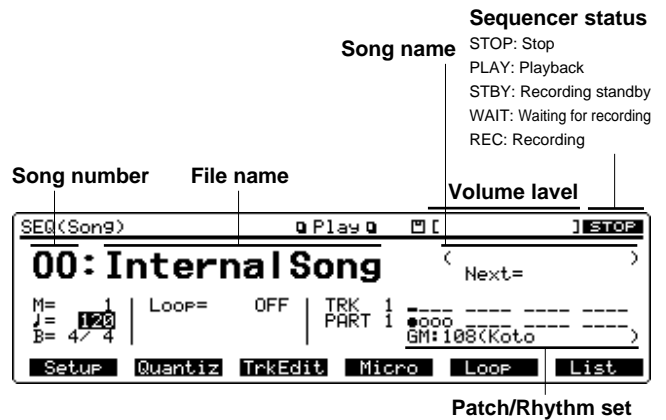 Sequencer status
Song name
STOP: Stop
PLAY: Playback
STBY: Recording standby
WAIT: Waiting for recording
REC: Recording
Song number File name
Volume lavel
SEQ(Song) Play [ ] STOP
00:InternalSong
( )
Next=
M= 1 Loop= OFF TRK 1
♩= 120 PART 1
B= 4/ 4
GM:108(Koto )
Setup Quantiz TrkEdit Micro Loop List
Patch/Rhythm set